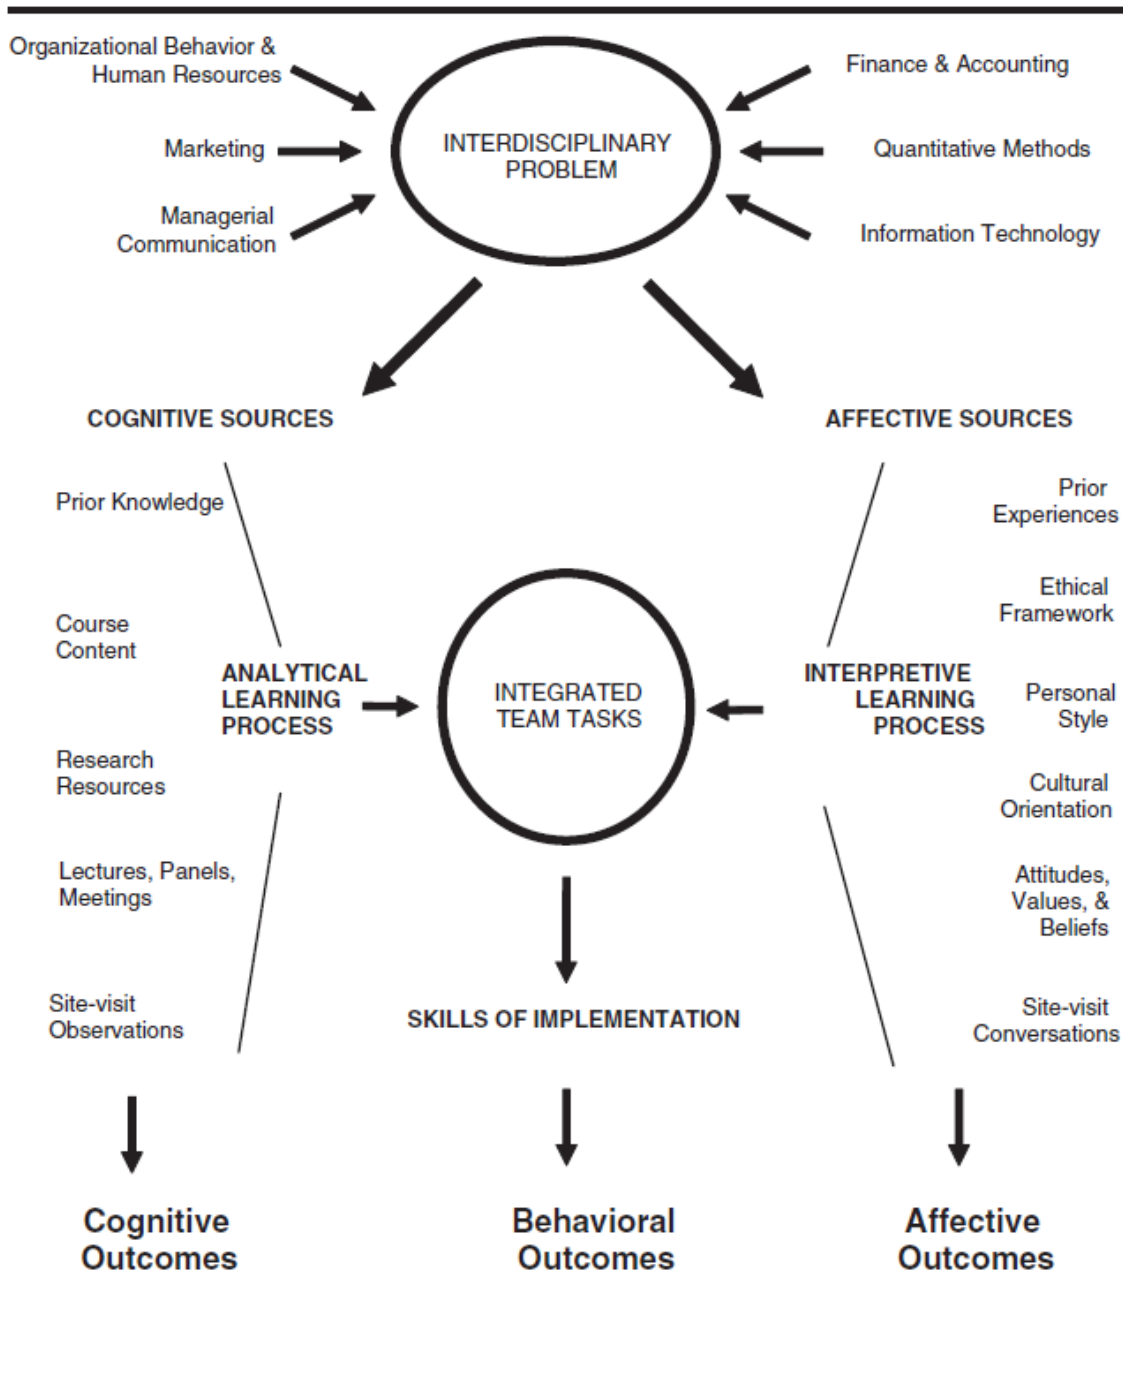 Organizational Behavior &
Human Resources
Marketing
Managerial
Communication
INTERDISCIPLINARY
PROBLEM
Finance & Accounting
Quantitative Methods
Information Technology
COGNITIVE SOURCES
AFFECTIVE SOURCES
Prior Knowledge
Course
Content
Research
Resources
Lectures, Panels,
Meetings
Site-visit
Observations
ANALYTICAL
LEARNING
PROCESS
INTEGRATED
TEAM TASKS
INTERPRETIVE
LEARNING
PROCESS
Prior
Experiences
Ethical
Framework
Personal
Style
Cultural
Orientation
Attitudes,
Values, &
Beliefs
Site-visit
Conversations
SKILLS OF IMPLEMENTATION
Cognitive
Outcomes
Behavioral
Outcomes
Affective
Outcomes